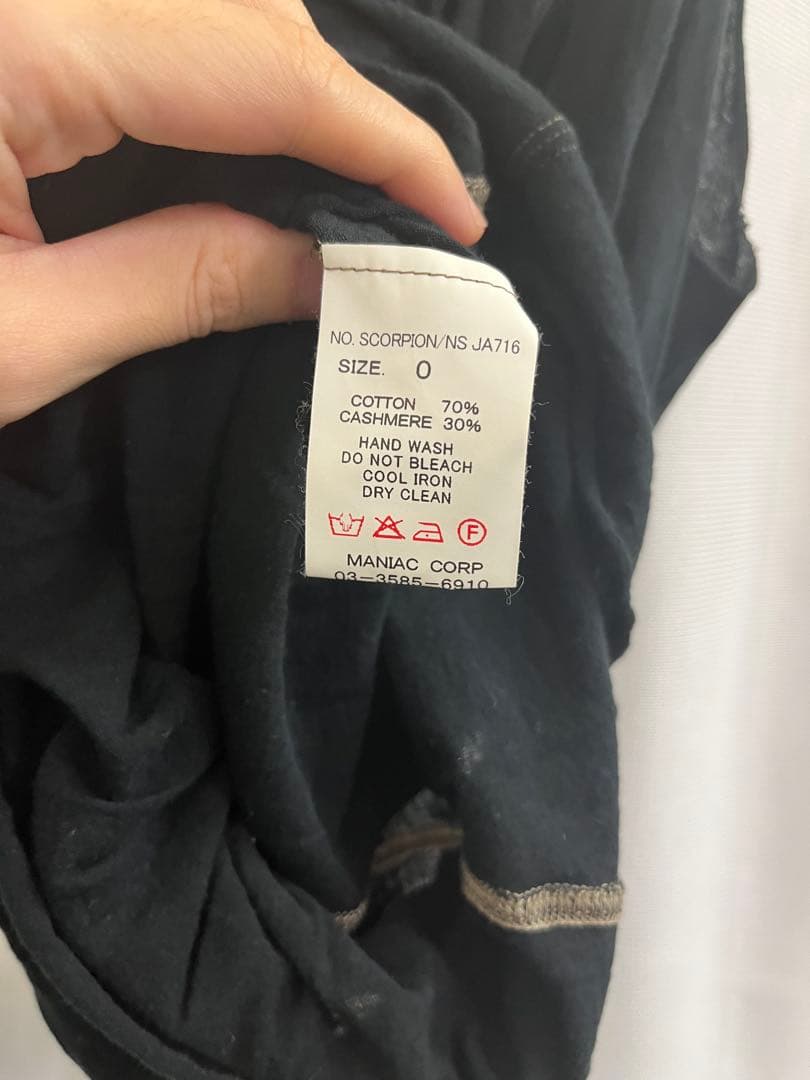 NO. SCORPION/NS JA716
SIZE. 0
COTTON 70%
CASHMERE 30%
HAND WASH
DO NOT BLEACH
COOL IRON
DRY CLEAN
F
MANIAC CORP
03-3585-6910